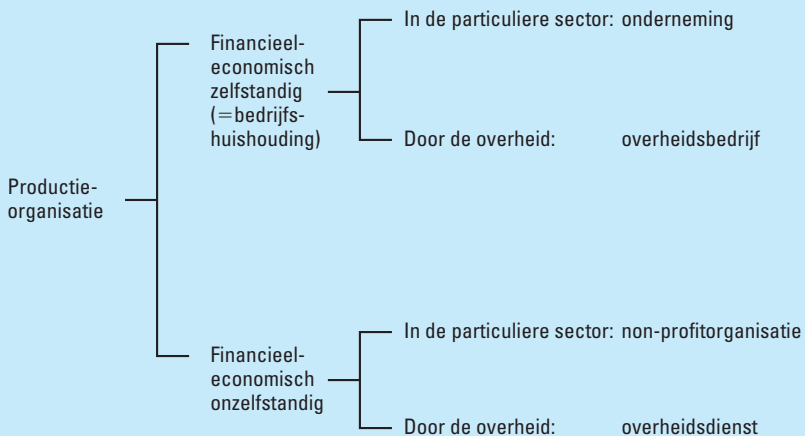 In de particuliere sector: onderneming
Financieel-
economisch
zelfstandig
(=bedrijfs-
huishouding)
Door de overheid: overheidsbedrijf
Productie-
organisatie
In de particuliere sector: non-profitorganisatie
Financieel-
economisch
onzelfstandig
Door de overheid: overheidsdienst